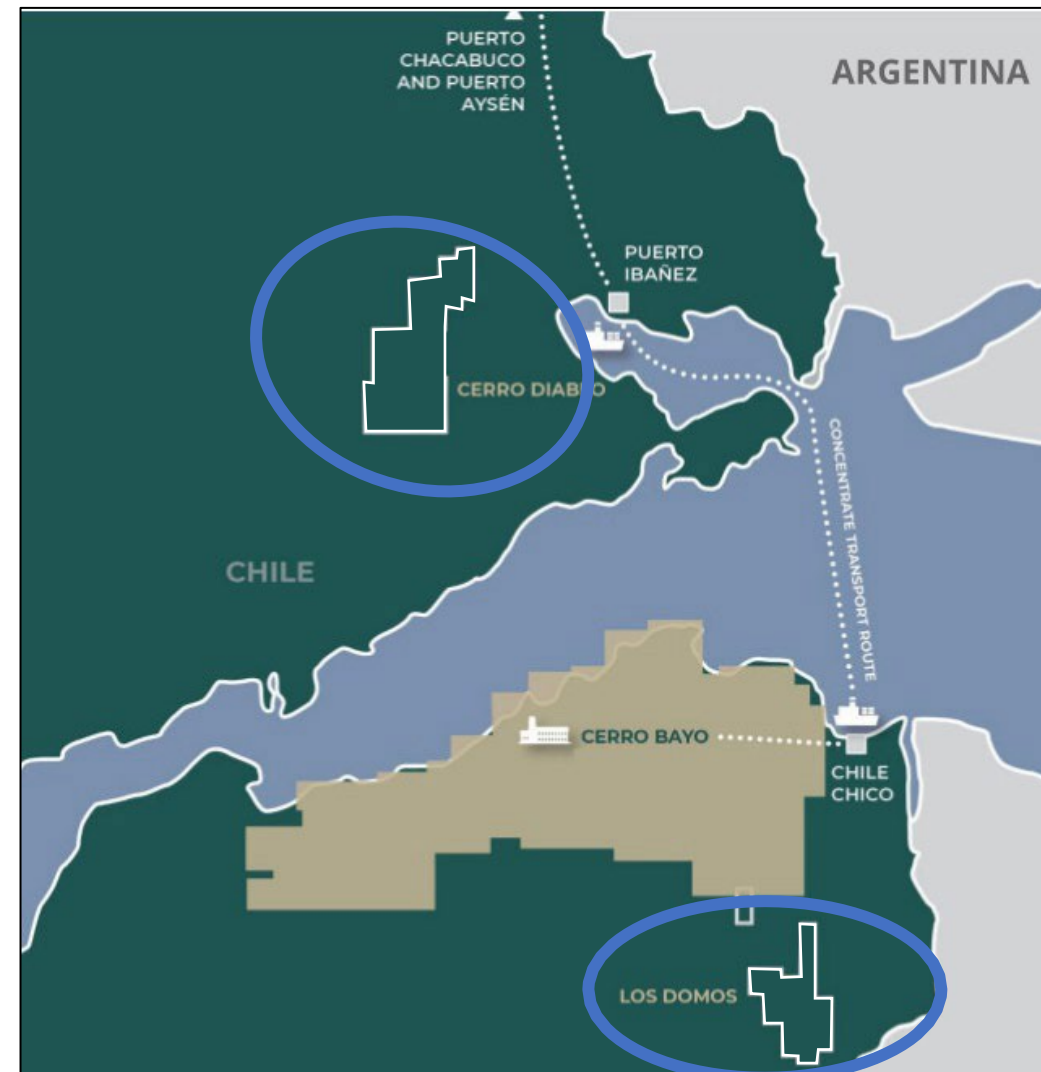 PUERTO
CHACABUCO
AND PUERTO
AYSÉN
ARGENTINA
PUERTO
IBAÑEZ
CERRO DIABLO
CONCENTRATE TRANSPORT ROUTE
CHILE
CERRO BAYO
CHILE
CHICO
LOS DOMOS